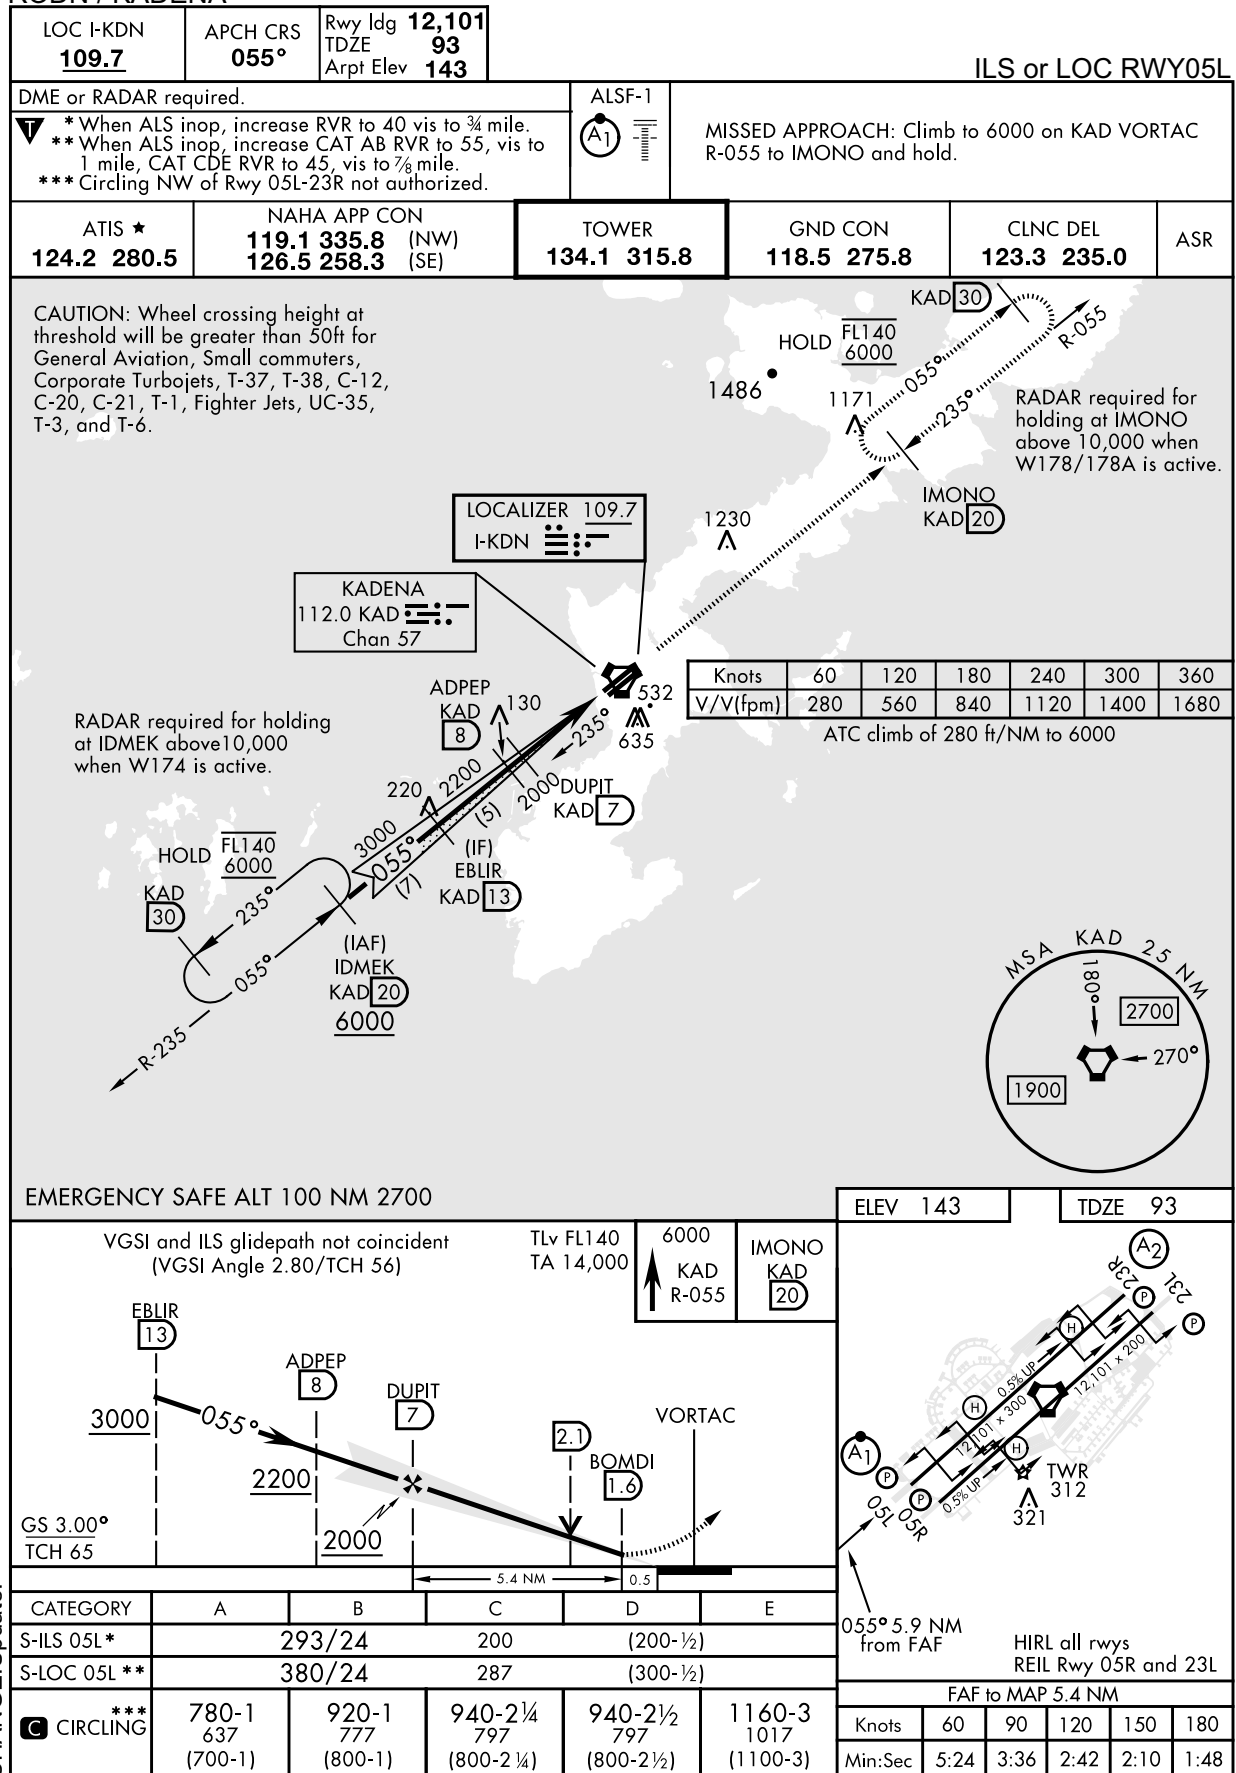 LOC I-KDN
109.7
APCH CRS
055°
Rwy ldg 12,101
TDZE 93
Arpt Elev 143
ILS or LOC RWY05L
DME or RADAR required.
T
* When ALS inop, increase RVR to 40 vis to ¾ mile.
** When ALS inop, increase CAT AB RVR to 55, vis to
1 mile, CAT CDE RVR to 45, vis to ⅞ mile.
*** Circling NW of Rwy 05L-23R not authorized.
ALSF-1
A1
MISSED APPROACH: Climb to 6000 on KAD VORTAC
R-055 to IMONO and hold.
ATIS ★
124.2 280.5
NAHA APP CON
119.1 335.8 (NW)
126.5 258.3 (SE)
TOWER
134.1 315.8
GND CON
118.5 275.8
CLNC DEL
123.3 235.0
ASR
CAUTION: Wheel crossing height at
threshold will be greater than 50ft for
General Aviation, Small commuters,
Corporate Turbojets, T-37, T-38, C-12,
C-20, C-21, T-1, Fighter Jets, UC-35,
T-3, and T-6.
KAD 30
HOLD FL140
6000
R-055
055°
235°
1486
1171
RADAR required for
holding at IMONO
above 10,000 when
W178/178A is active.
IMONO
KAD 20
LOCALIZER 109.7
I-KDN
1230
KADENA
112.0 KAD
Chan 57
Knots 60 120 180 240 300 360
V/V(fpm) 280 560 840 1120 1400 1680
ATC climb of 280 ft/NM to 6000
532
635
235°
ADPEP
KAD
8
130
RADAR required for holding
at IDMEK above10,000
when W174 is active.
220
2200
2000
DUPIT
KAD 7
3000
055°
(5)
(7)
(IF)
EBLIR
KAD 13
HOLD FL140
6000
KAD
30
235°
055°
(IAF)
IDMEK
KAD 20
6000
R-235
MSA KAD 25 NM
180°
2700
270°
1900
EMERGENCY SAFE ALT 100 NM 2700
VGSI and ILS glidepath not coincident
(VGSI Angle 2.80/TCH 56)
TLv FL140
TA 14,000
6000
KAD
R-055
IMONO
KAD
20
EBLIR
13
ADPEP
8
DUPIT
7
2.1
BOMDI
1.6
VORTAC
3000
055°
2200
2000
GS 3.00°
TCH 65
5.4 NM
0.5
ELEV 143
TDZE 93
A2
23R
23L
P
P
H
0.5% UP
12,101 x 200
H
12,101 x 300
H
A1
P
P
05L
05R
0.5% UP
TWR
312
321
055° 5.9 NM
from FAF
HIRL all rwys
REIL Rwy 05R and 23L
CATEGORY A B C D E
S-ILS 05L* 293/24 200 (200-½)
S-LOC 05L ** 380/24 287 (300-½)
***
C CIRCLING
780-1 920-1 940-2¼ 940-2½ 1160-3
637 777 797 797 1017
(700-1) (800-1) (800-2¼) (800-2½) (1100-3)
FAF to MAP 5.4 NM
Knots 60 90 120 150 180
Min:Sec 5:24 3:36 2:42 2:10 1:48